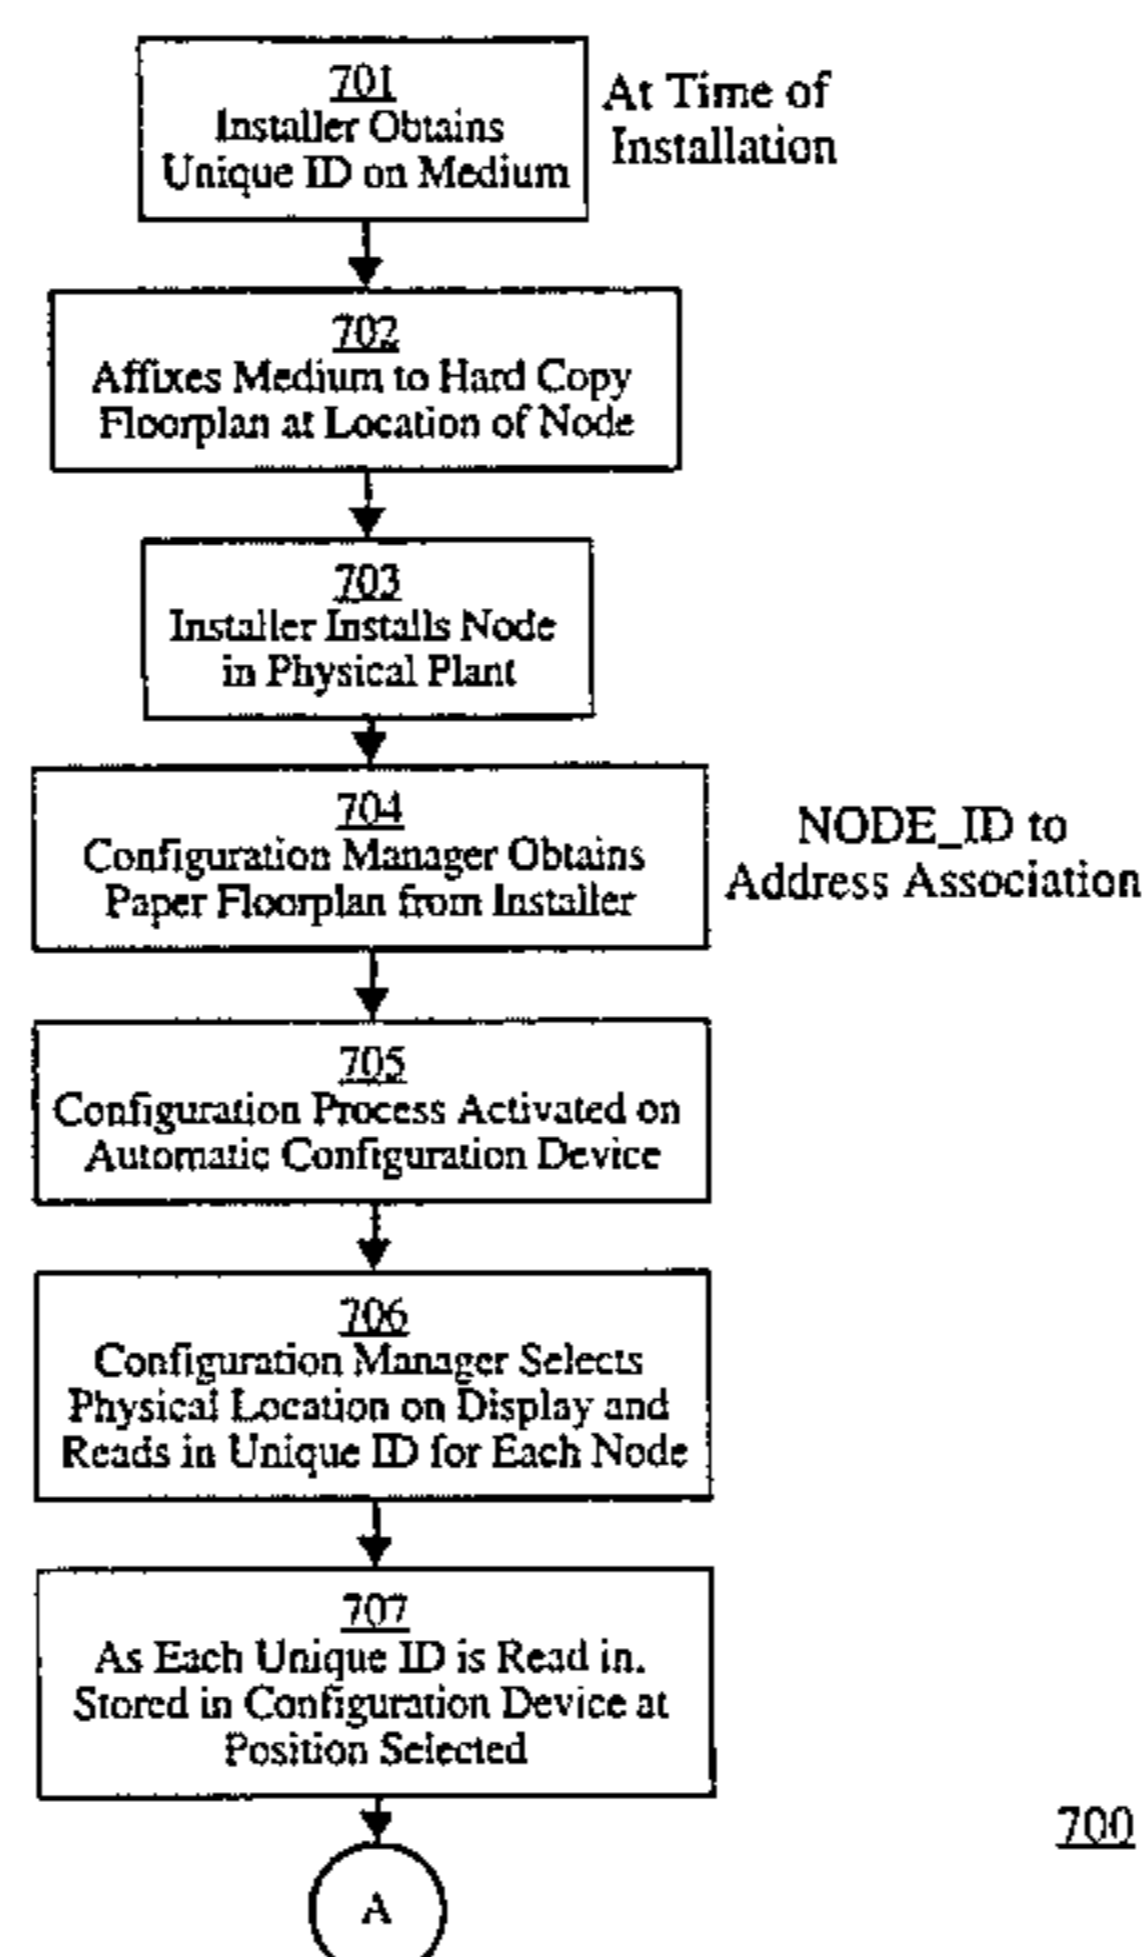 701
Installer Obtains
Unique ID on Medium
At Time of
Installation
702
Affixes Medium to Hard Copy
Floorplan at Location of Node
703
Installer Installs Node
in Physical Plant
704
Configuration Manager Obtains
Paper Floorplan from Installer
NODE_ID to
Address Association
705
Configuration Process Activated on
Automatic Configuration Device
706
Configuration Manager Selects
Physical Location on Display and
Reads in Unique ID for Each Node
707
As Each Unique ID is Read in.
Stored in Configuration Device at
Position Selected
700
A